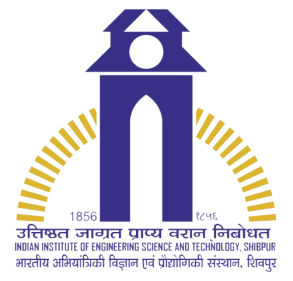 1856 १८५६
उत्तिष्ठत जाग्रत प्राप्य वरान निबोधत
INDIAN INSTITUTE OF ENGINEERING SCIENCE AND TECHNOLOGY, SHIBPUR
भारतीय अभियांत्रिकी विज्ञान एवं प्रौद्योगिकी संस्थान, शिवपुर